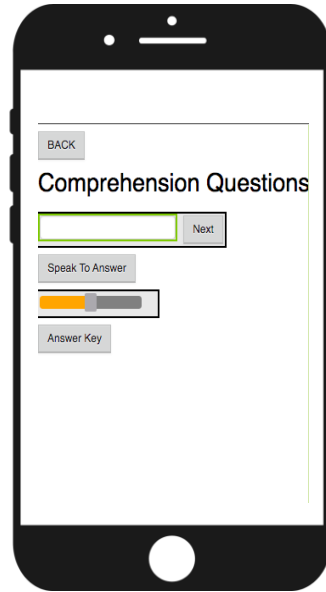 BACK
Comprehension Questions
Next
Speak To Answer
Answer Key